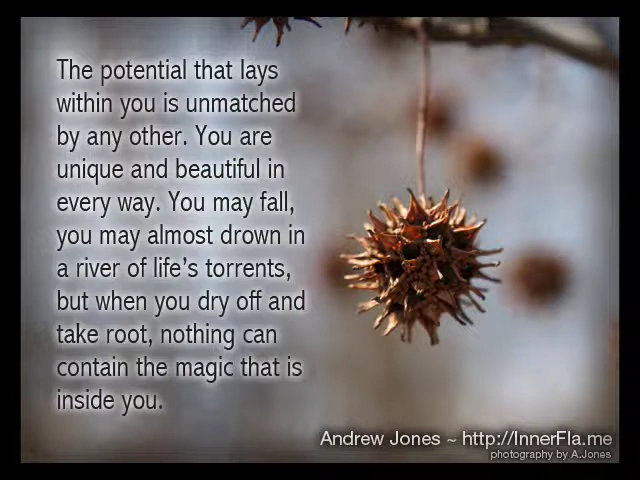 The potential that lays
within you is unmatched
by any other. You are
unique and beautiful in
every way. You may fall,
you may almost drown in
a river of life's torrents,
but when you dry off and
take root, nothing can
contain the magic that is
inside you.
Andrew Jones ~ http://InnerFla.me
photography by A.Jones